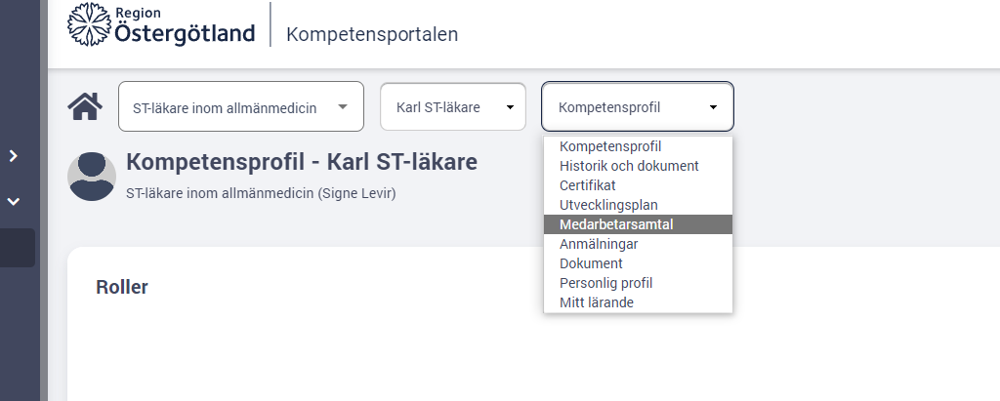 Region
Östergötland
Kompetensportalen
ST-läkare inom allmänmedicin
Karl ST-läkare
Kompetensprofil
Kompetensprofil - Karl ST-läkare
ST-läkare inom allmänmedicin (Signe Levir)
Kompetensprofil
Historik och dokument
Certifikat
Utvecklingsplan
Medarbetarsamtal
Anmälningar
Dokument
Personlig profil
Mitt lärande
Roller